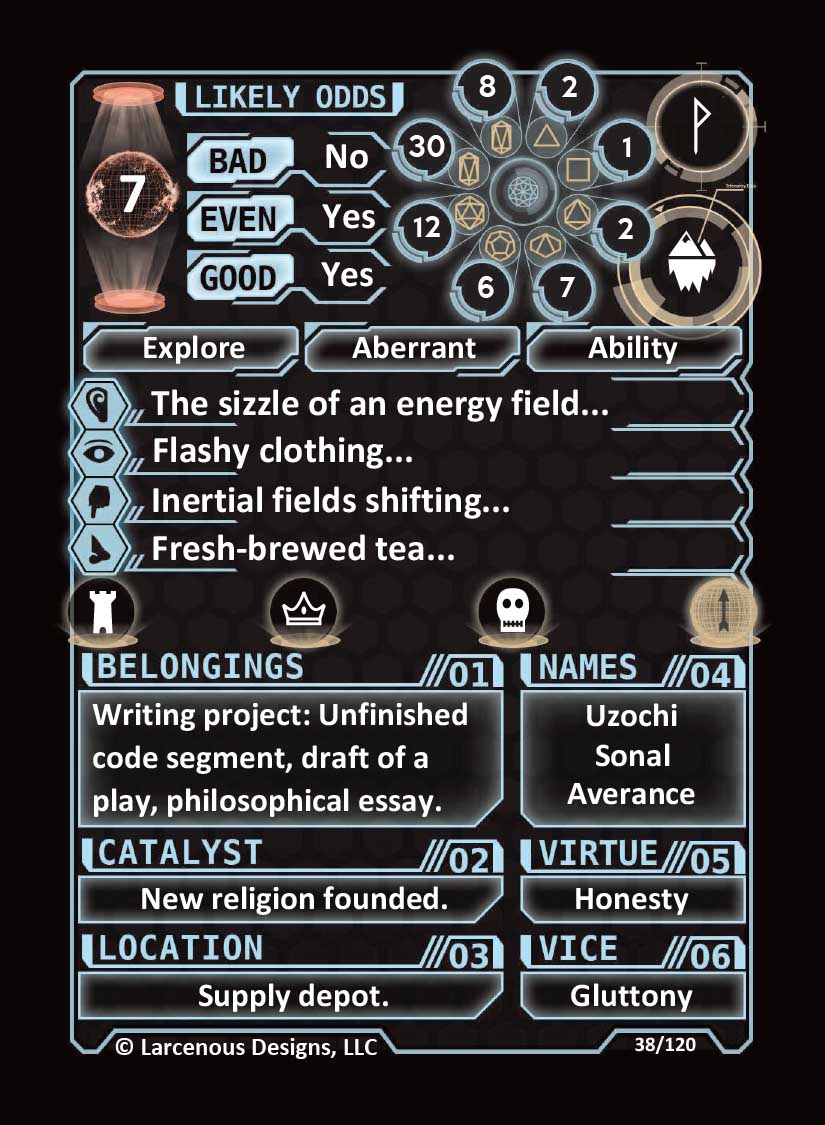 LIKELY ODDS
7
BAD No
EVEN Yes
GOOD Yes
8
2
30
1
12
2
6
7
Explore
Aberrant
Ability
The sizzle of an energy field...
Flashy clothing...
Inertial fields shifting...
Fresh-brewed tea...
BELONGINGS ///01
Writing project: Unfinished
code segment, draft of a
play, philosophical essay.
NAMES ///04
Uzochi
Sonal
Averance
CATALYST ///02
New religion founded.
VIRTUE ///05
Honesty
LOCATION ///03
Supply depot.
VICE ///06
Gluttony
© Larcenous Designs, LLC
38/120